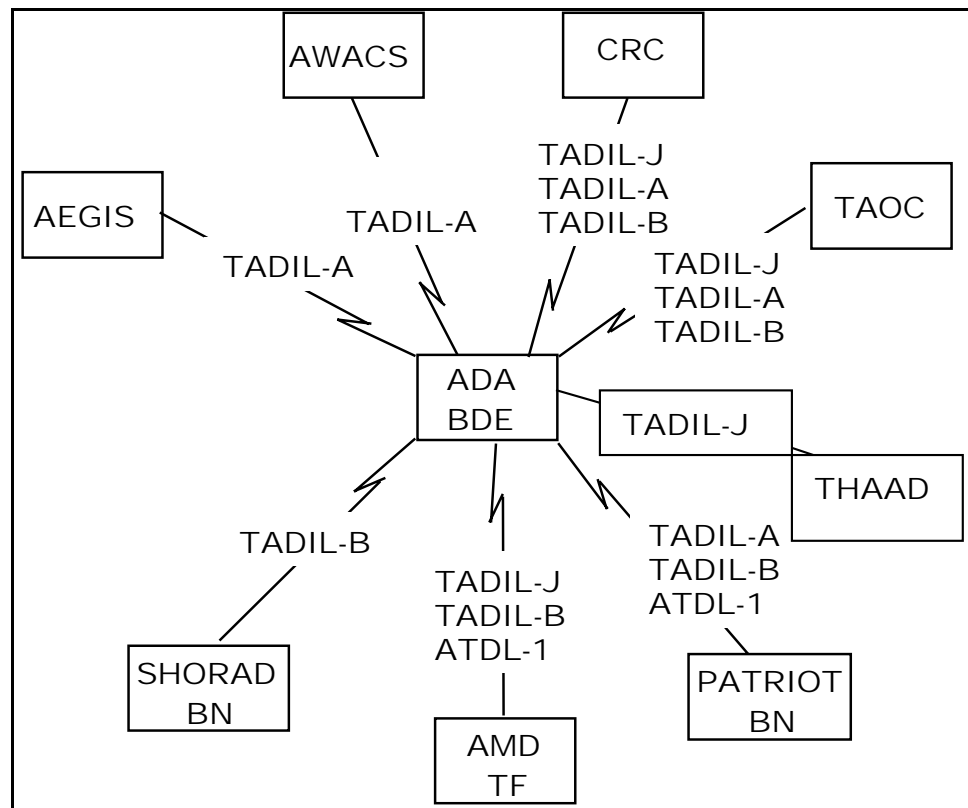 AWACS
CRC
AEGIS
TADIL-A
TADIL-A
TADIL-J
TADIL-A
TADIL-B
TAOC
TADIL-J
TADIL-A
TADIL-B
ADA
BDE
TADIL-J
THAAD
TADIL-B
TADIL-J
TADIL-B
ATDL-1
TADIL-A
TADIL-B
ATDL-1
SHORAD
BN
AMD
TF
PATRIOT
BN